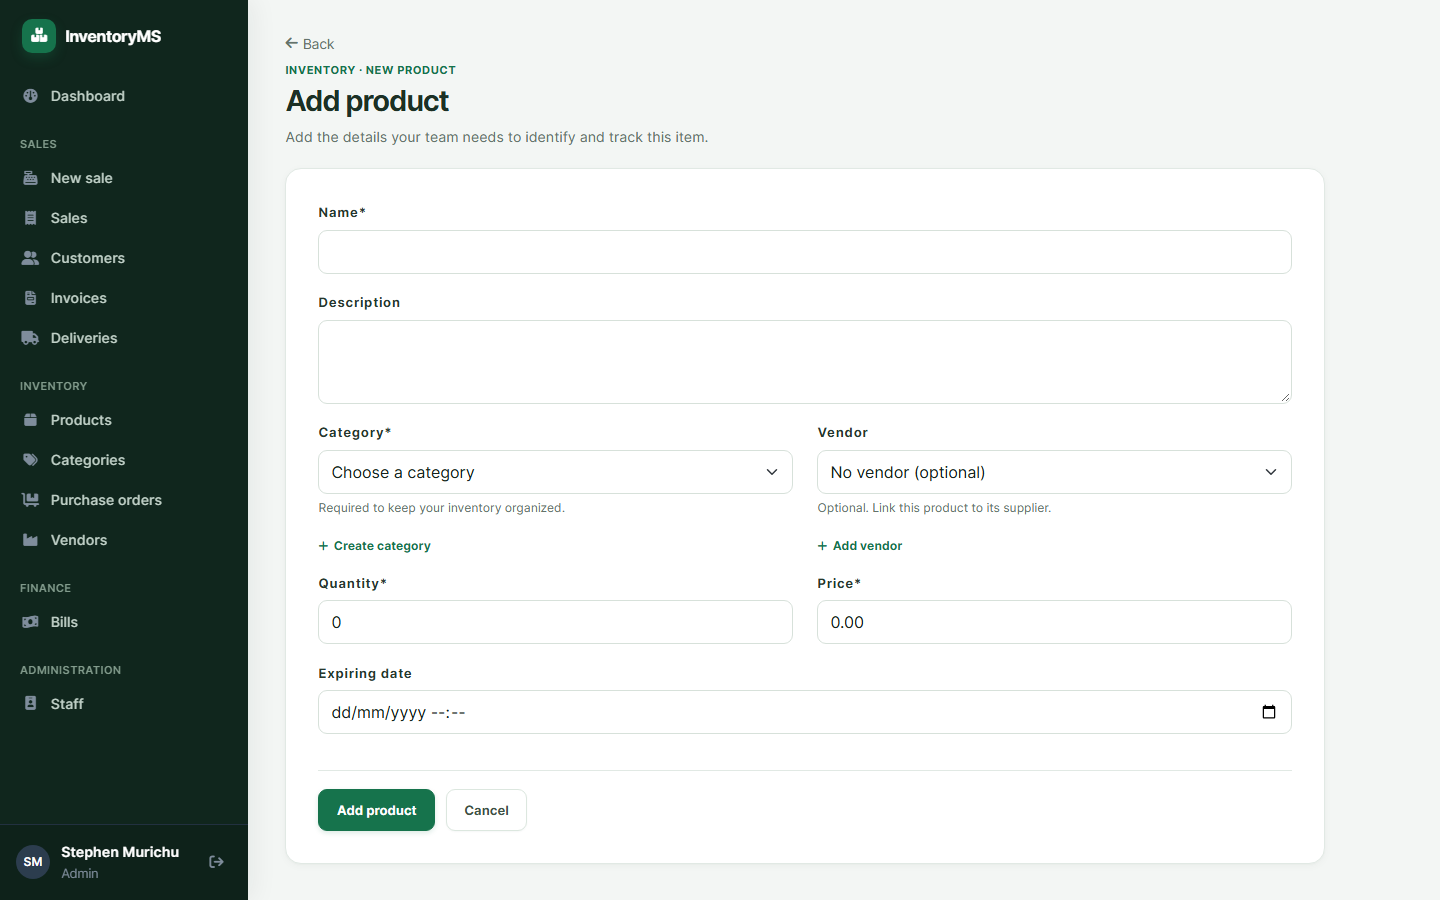 InventoryMS
Dashboard
SALES
New sale
Sales
Customers
Invoices
Deliveries
INVENTORY
Products
Categories
Purchase orders
Vendors
FINANCE
Bills
ADMINISTRATION
Staff
SM
Stephen Murichu
Admin
Back
INVENTORY · NEW PRODUCT
Add product
Add the details your team needs to identify and track this item.
Name*
Description
Category*
Vendor
Choose a category
No vendor (optional)
Required to keep your inventory organized.
Optional. Link this product to its supplier.
+ Create category
+ Add vendor
Quantity*
Price*
0
0.00
Expiring date
dd/mm/yyyy --:--
Add product
Cancel